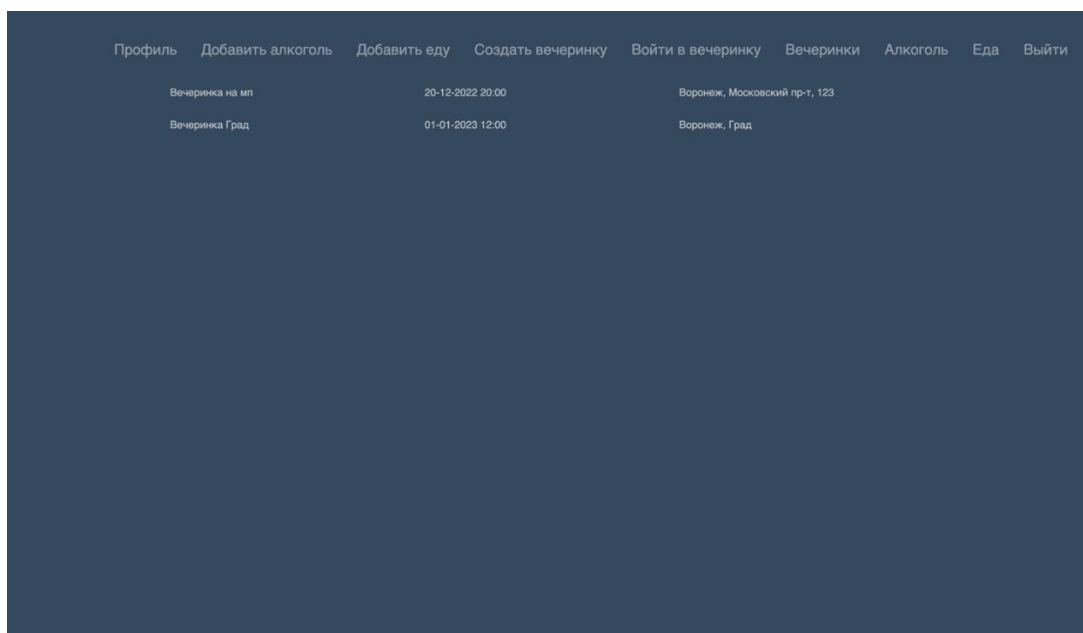 Профиль Добавить алкоголь Добавить еду Создать вечеринку Войти в вечеринку Вечеринки Алкоголь Еда Выйти
Вечеринка на мп 20-12-2022 20:00 Воронеж, Московский пр-т, 123
Вечеринка Град 01-01-2023 12:00 Воронеж, Град